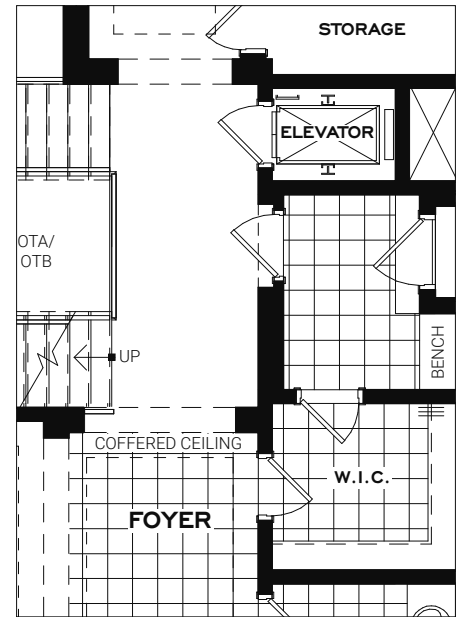 STORAGE
ELEVATOR
OTA/
OTB
UP
BENCH
COFFERED CEILING
W.I.C.
FOYER